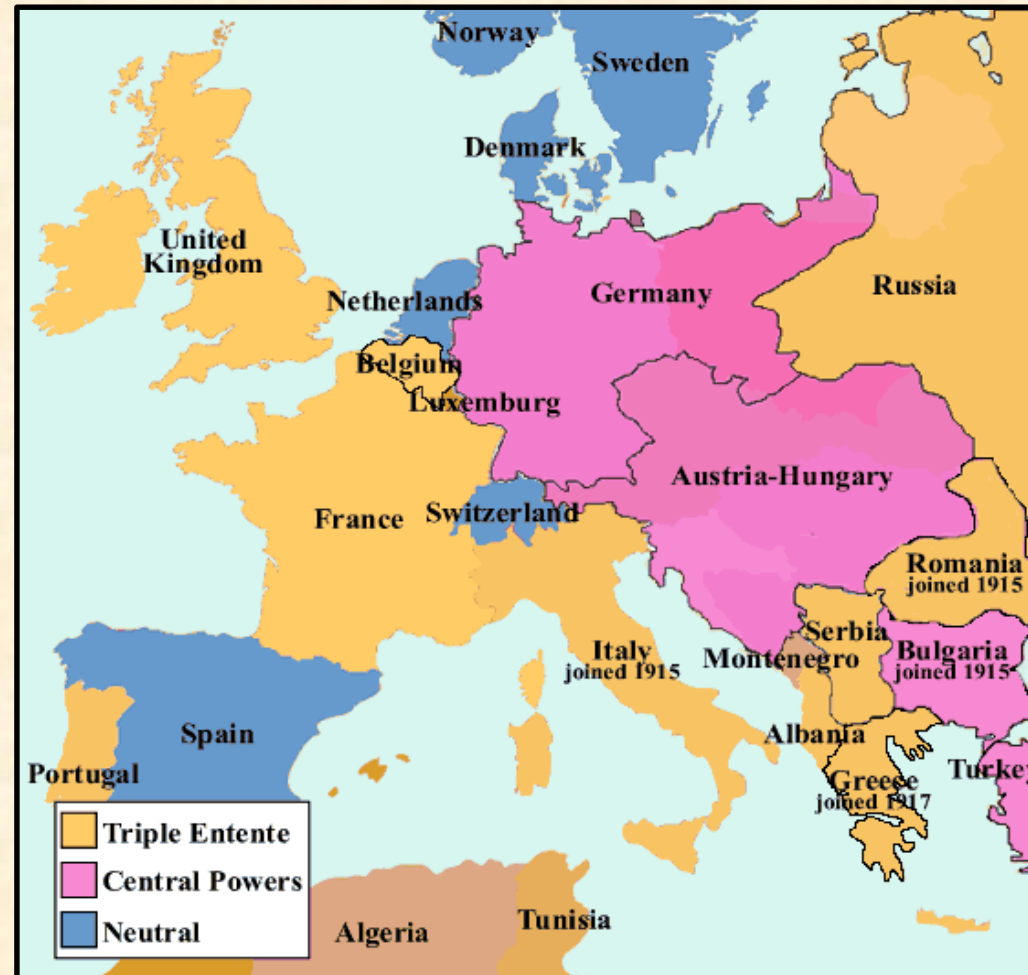 Norway
Sweden
Denmark
United
Kingdom
Netherlands
Germany
Russia
Belgium
Luxemburg
Austria-Hungary
France
Switzerland
Romania
joined 1915
Serbia
Italy
joined 1915
Montenegro
Bulgaria
joined 1915
Spain
Albania
Portugal
Greece
joined 1917
Turkey
Triple Entente
Central Powers
Neutral
Algeria
Tunisia